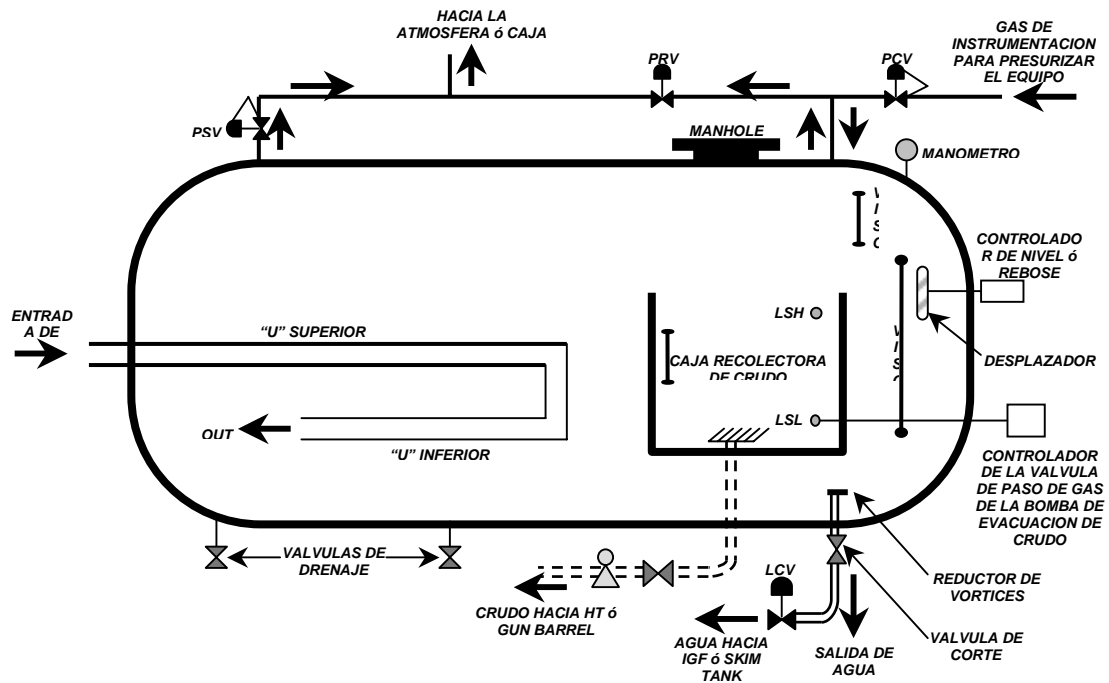 HACIA LA
ATMOSFERA ó CAJA
GAS DE
INSTRUMENTACION
PARA PRESURIZAR
EL EQUIPO
PRV
PCV
PSV
MANHOLE
MANOMETRO
CONTROLADO
R DE NIVEL ó
REBOSE
ENTRAD
A DE
“U” SUPERIOR
LSH
CAJA RECOLECTORA
DE CRUDO
DESPLAZADOR
OUT
LSL
“U” INFERIOR
CONTROLADOR
DE LA VALVULA
DE PASO DE GAS
DE LA BOMBA DE
EVACUACION DE
CRUDO
VALVULAS DE
DRENAJE
LCV
REDUCTOR DE
VORTICES
CRUDO HACIA HT ó
GUN BARREL
AGUA HACIA
IGF ó SKIM
TANK
SALIDA DE
AGUA
VALVULA DE
CORTE